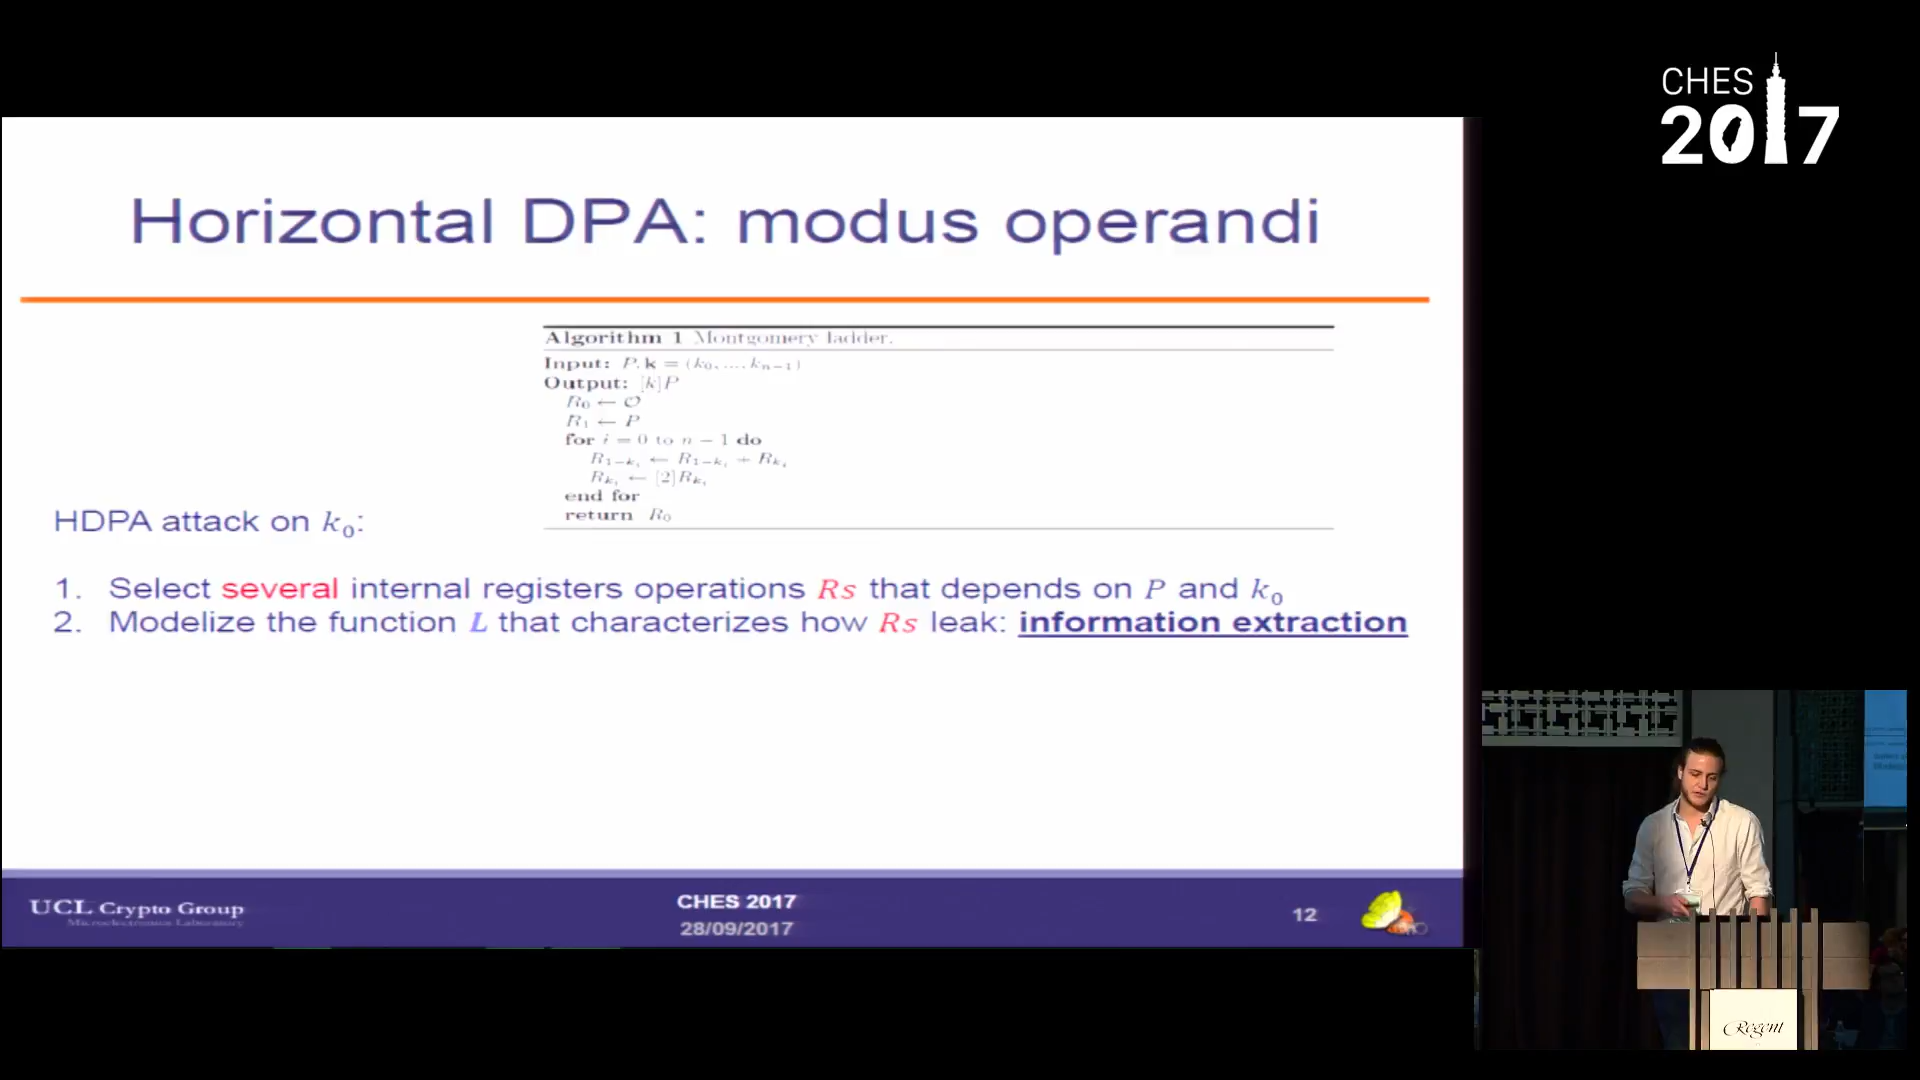 CHES
2017
Horizontal DPA: modus operandi
Algorithm 1 Montgomery ladder.
Input: P, k = (k₀, ..., kₙ₋₁)
Output: [k]P
R₀ ← 𝒪
R₁ ← P
for i = 0 to n − 1 do
R₁₋ₖᵢ ← R₁₋ₖᵢ + Rₖᵢ
Rₖᵢ ← [2]Rₖᵢ
end for
return R₀
HDPA attack on k₀:
1. Select several internal registers operations Rs that depends on P and k₀
2. Modelize the function L that characterizes how Rs leak: information extraction
UCL Crypto Group
Microelectronics Laboratory
CHES 2017
28/09/2017
12
Regent